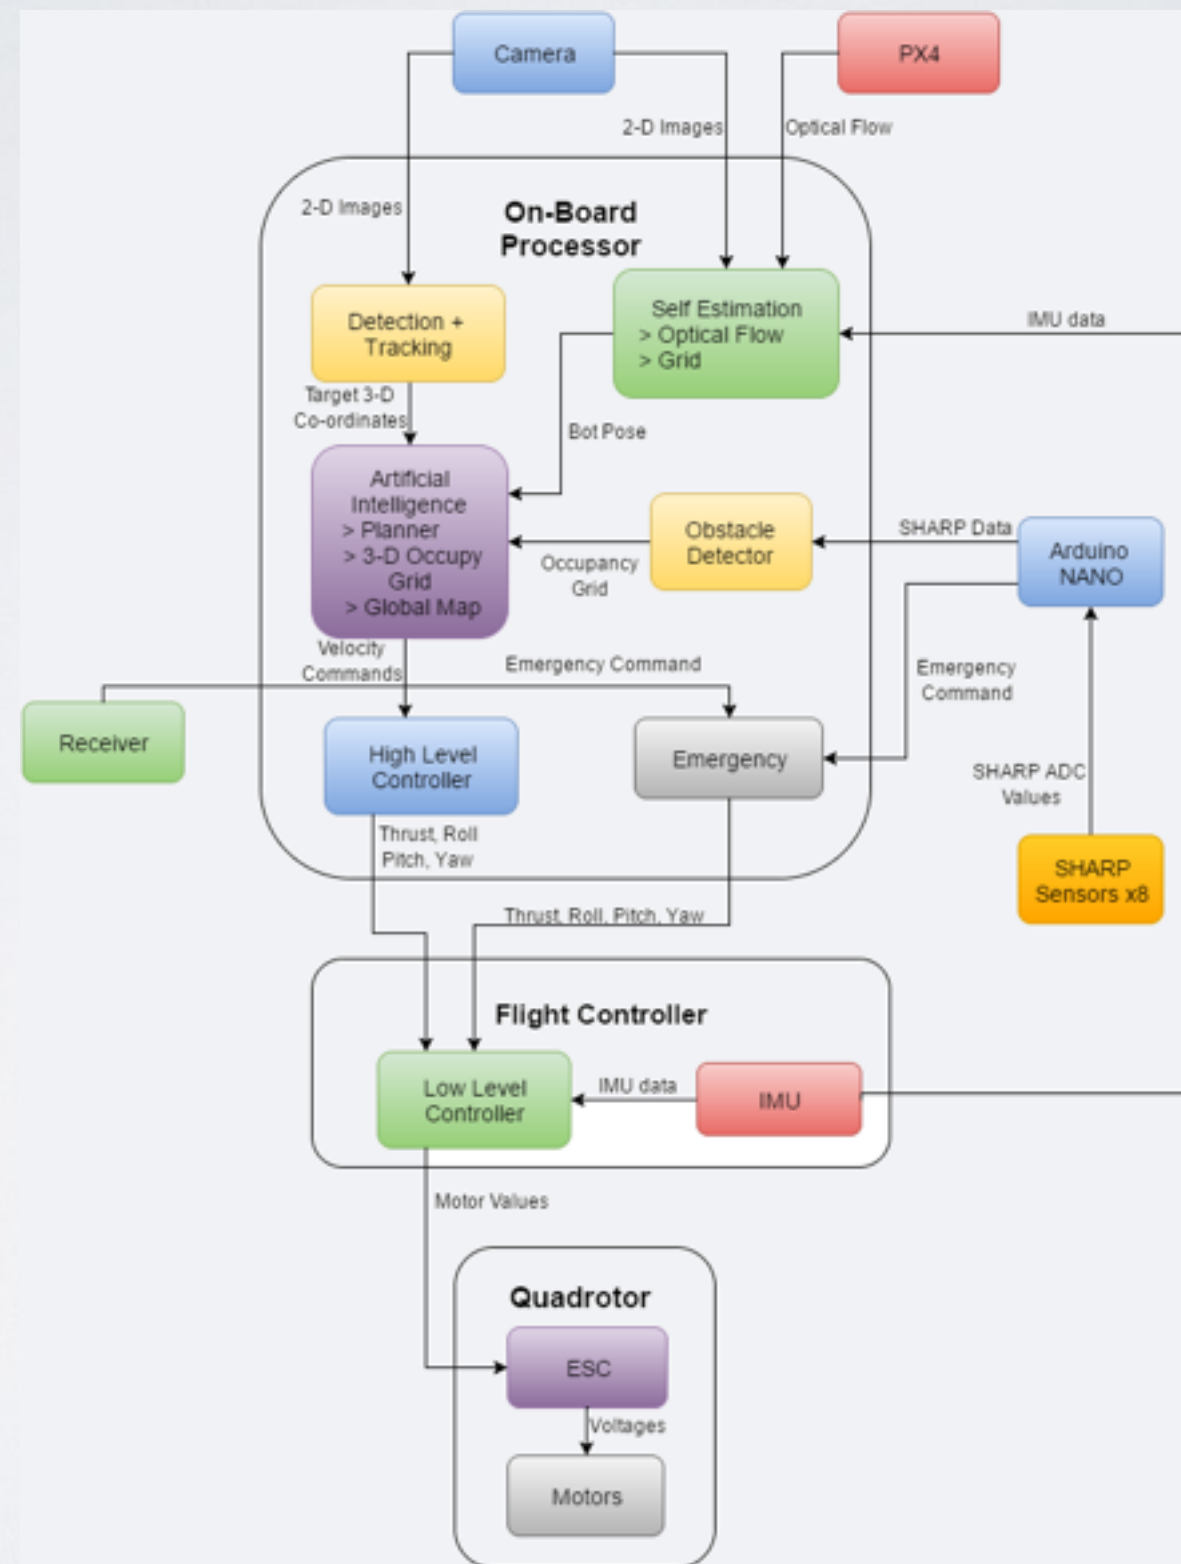 Camera
PX4
2-D Images
Optical Flow
2-D Images
On-Board
Processor
Self Estimation
> Optical Flow
> Grid
IMU data
Detection +
Tracking
Target 3-D
Co-ordinates
Bot Pose
Artificial
Intelligence
> Planner
> 3-D Occupy
Grid
> Global Map
Obstacle
Detector
Occupancy
Grid
SHARP Data
Arduino
NANO
Velocity
Commands
Emergency Command
Emergency
Command
Receiver
High Level
Controller
Emergency
SHARP ADC
Values
Thrust, Roll
Pitch, Yaw
SHARP
Sensors x8
Thrust, Roll, Pitch, Yaw
Flight Controller
Low Level
Controller
IMU data
IMU
Motor Values
Quadrotor
ESC
Voltages
Motors